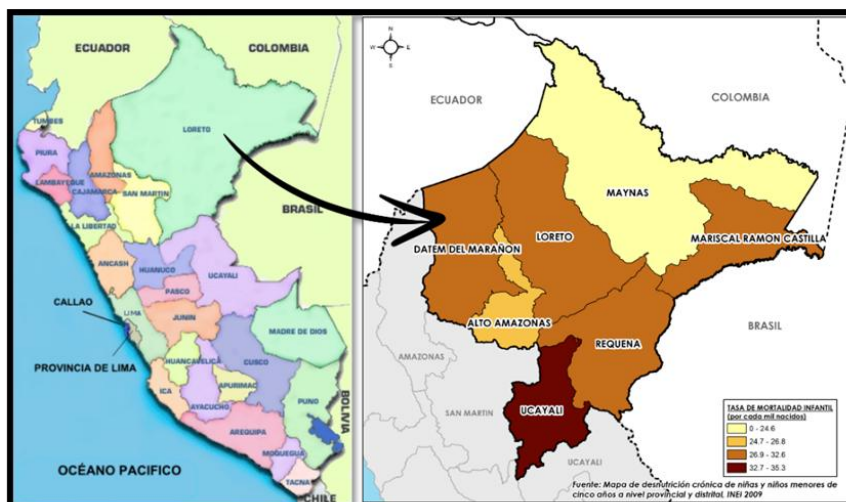 ECUADOR
COLOMBIA
TUMBES
LORETO
PIURA
AMAZONAS
LAMBAYEQUE
CAJAMARCA
SAN MARTIN
BRASIL
LA LIBERTAD
ANCASH
HUANUCO
UCAYALI
PASCO
CALLAO
LIMA
JUNIN
MADRE DE DIOS
PROVINCIA DE LIMA
HUANCAVELICA
CUSCO
ICA
APURIMAC
AYACUCHO
PUNO
BOLIVIA
AREQUIPA
MOQUEGUA
OCÉANO PACIFICO
TACNA
CHILE
N
W
E
S
ECUADOR
COLOMBIA
MAYNAS
LORETO
MARISCAL RAMON CASTILLA
DATEM DEL MARAÑON
ALTO AMAZONAS
REQUENA
BRASIL
AMAZONAS
SAN MARTIN
UCAYALI
UCAYALI
TASA DE MORTALIDAD INFANTIL
(por cada mil nacidos)
0 - 24.6
24.7 - 26.8
26.9 - 32.6
32.7 - 35.3
Fuente: Mapa de desnutrición crónica de niñas y niños menores de
cinco años a nivel provincial y distrital, INEI 2009